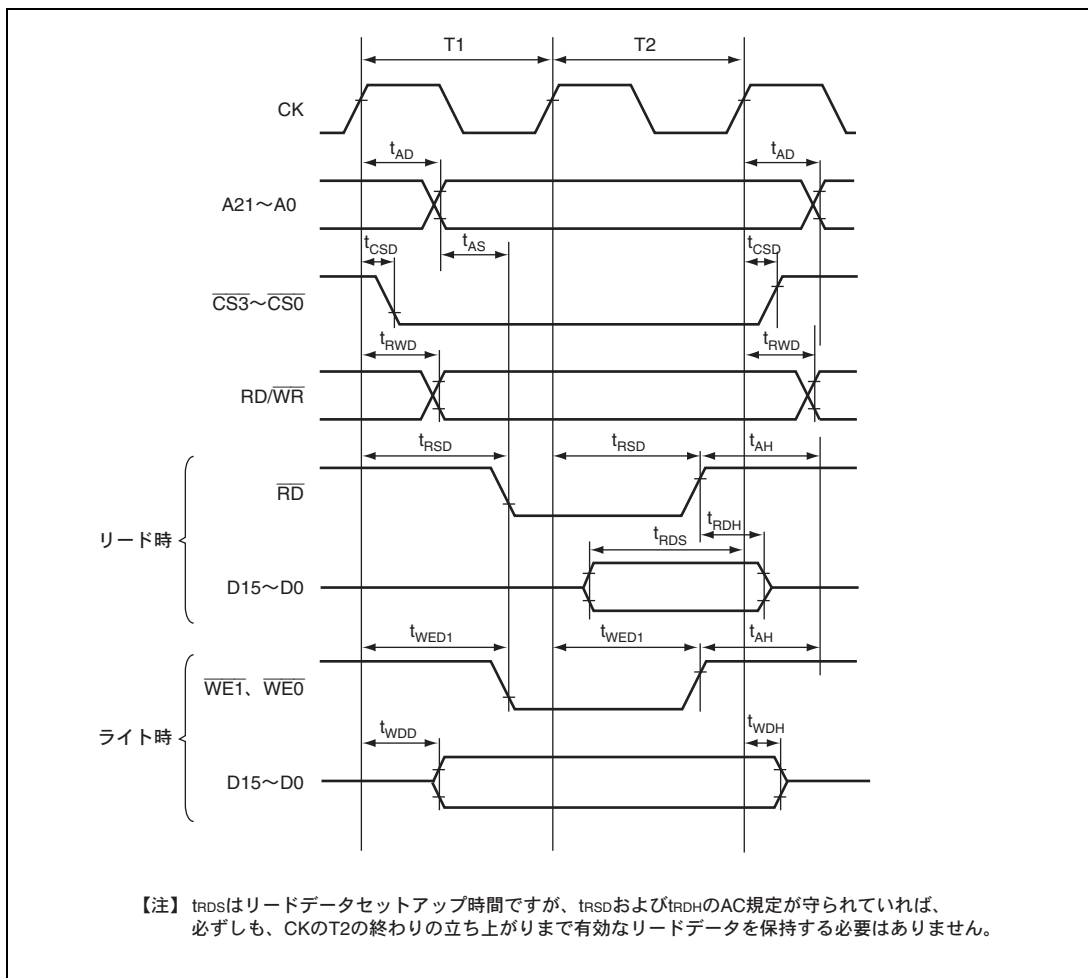 T1 T2
CK
tAD tAD
A21～A0
tCSD tAS tCSD
CS3～CS0
tRWD tRWD
RD/WR
tRSD tRSD tAH
RD
tRDH
リード時
tRDS
D15～D0
tWED1 tWED1 tAH
WE1、WE0
ライト時
tWDD tWDH
D15～D0
【注】 tRDSはリードデータセットアップ時間ですが、tRSDおよびtRDHのAC規定が守られていれば、
必ずしも、CKのT2の終わりの立ち上がりまで有効なリードデータを保持する必要はありません。